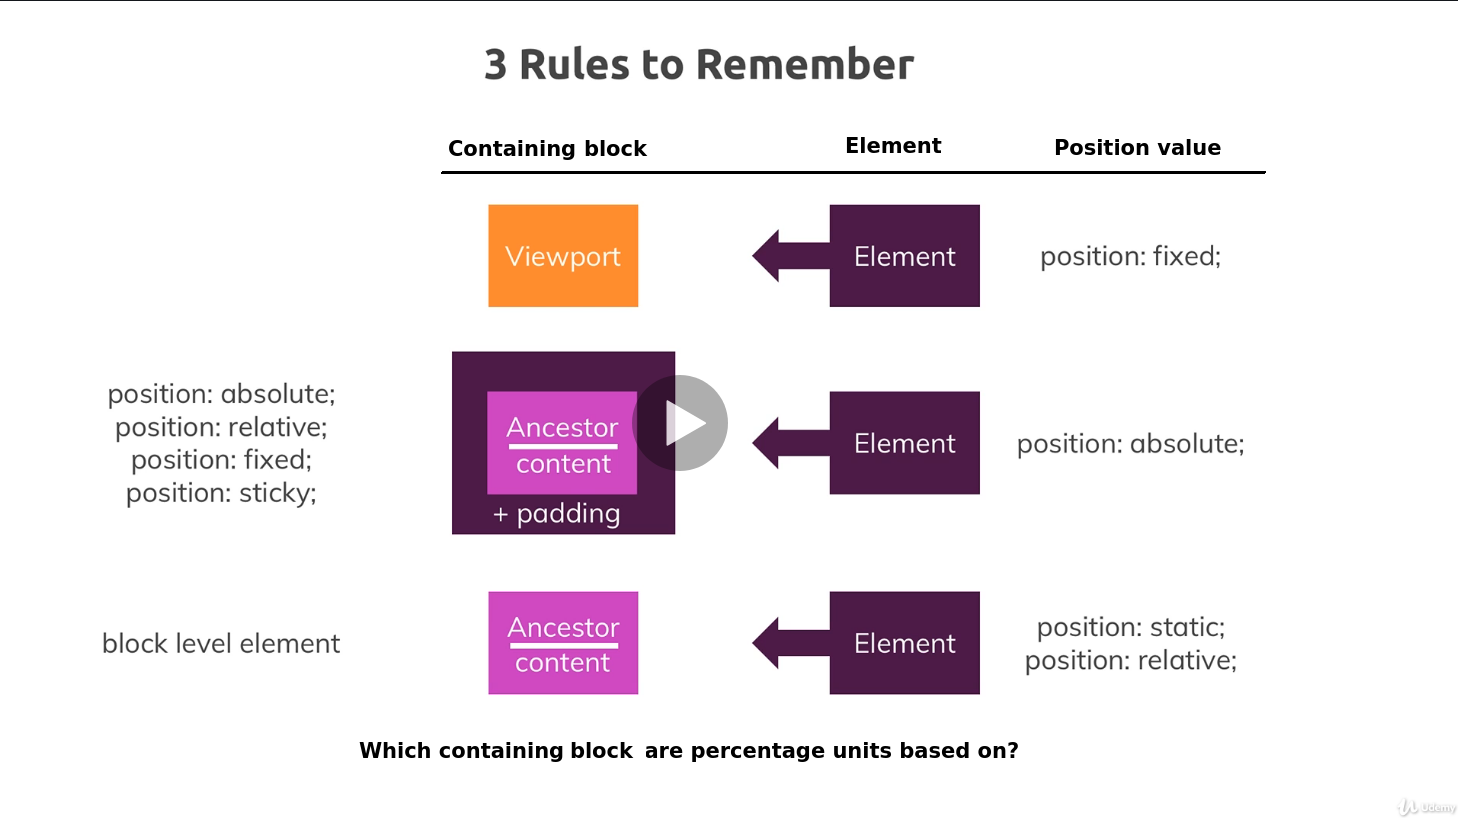 3 Rules to Remember
Containing block
Element
Position value
Viewport
Element
position: fixed;
position: absolute;
position: relative;
position: fixed;
position: sticky;
Ancestor
content
+ padding
Element
position: absolute;
block level element
Ancestor
content
Element
position: static;
position: relative;
Which containing block are percentage units based on?
Udemy